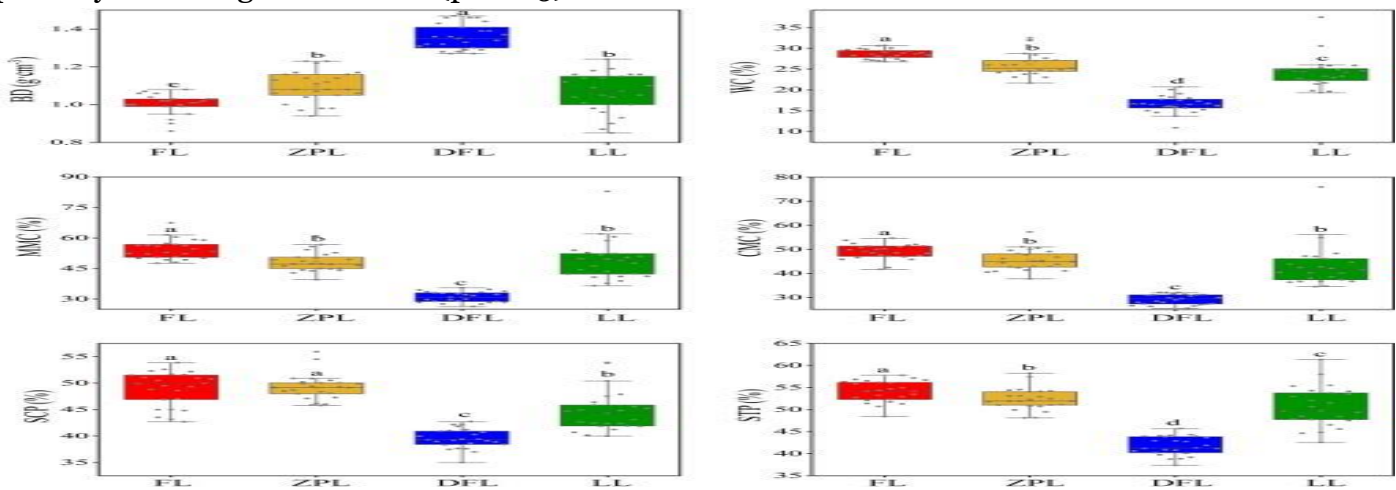 1.4
1.2
1.0
0.8
BD (g·cm⁻³)
c
b
a
b
FL ZPL DFL LL
35
30
25
20
15
10
WC (%)
a
b
d
c
FL ZPL DFL LL
90
75
60
45
30
MMC (%)
a
b
c
b
FL ZPL DFL LL
80
70
60
50
40
30
CMC (%)
a
b
c
b
FL ZPL DFL LL
55
50
45
40
35
SCP (%)
a
a
c
b
FL ZPL DFL LL
65
60
55
50
45
40
35
STP (%)
a
b
d
c
FL ZPL DFL LL